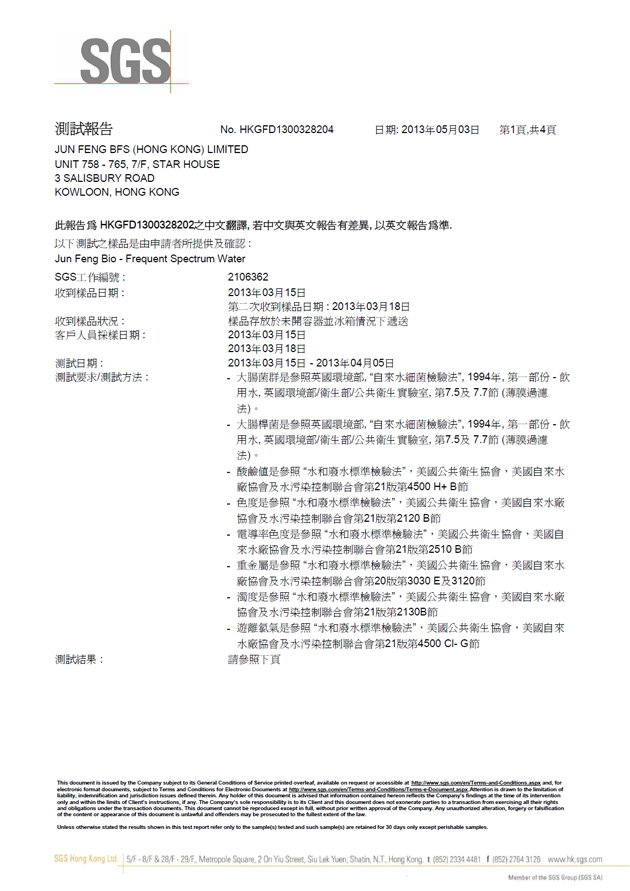 SGS
測試報告 No. HKGFD1300328204 日期: 2013年05月03日 第1頁,共4頁
JUN FENG BFS (HONG KONG) LIMITED
UNIT 758 - 765, 7/F, STAR HOUSE
3 SALISBURY ROAD
KOWLOON, HONG KONG
此報告爲 HKGFD1300328202之中文翻譯, 若中文與英文報告有差異, 以英文報告爲準.
以下測試之樣品是由申請者所提供及確認 :
Jun Feng Bio - Frequent Spectrum Water
SGS工作編號 : 2106362
收到樣品日期 : 2013年03月15日
第二次收到樣品日期 : 2013年03月18日
收到樣品狀況 : 樣品存放於未開容器並冰箱情況下遞送
客戶人員採樣日期 : 2013年03月15日
2013年03月18日
測試日期 : 2013年03月15日 - 2013年04月05日
測試要求/測試方法 : - 大腸菌群是參照英國環境部, “自來水細菌檢驗法”, 1994年, 第一部份 - 飲
用水, 英國環境部/衛生部/公共衛生實驗室, 第7.5及 7.7節 (薄膜過濾
法)。
- 大腸桿菌是參照英國環境部, “自來水細菌檢驗法”, 1994年, 第一部份 - 飲
用水, 英國環境部/衛生部/公共衛生實驗室, 第7.5及 7.7節 (薄膜過濾
法)。
- 酸鹼值是參照 “水和廢水標準檢驗法”，美國公共衛生協會，美國自來水
廠協會及水污染控制聯合會第21版第4500 H+ B節
- 色度是參照 “水和廢水標準檢驗法”，美國公共衛生協會，美國自來水廠
協會及水污染控制聯合會第21版第2120 B節
- 電導率色度是參照 “水和廢水標準檢驗法”，美國公共衛生協會，美國自
來水廠協會及水污染控制聯合會第21版第2510 B節
- 重金屬是參照 “水和廢水標準檢驗法”，美國公共衛生協會，美國自來水
廠協會及水污染控制聯合會第20版第3030 E及3120節
- 濁度是參照 “水和廢水標準檢驗法”，美國公共衛生協會，美國自來水廠
協會及水污染控制聯合會第21版第2130B節
- 遊離氯氣是參照 “水和廢水標準檢驗法”，美國公共衛生協會，美國自來
水廠協會及水污染控制聯合會第21版第4500 Cl- G節
測試結果 : 請參照下頁
This document is issued by the Company subject to its General Conditions of Service printed overleaf, available on request or accessible at http://www.sgs.com/en/Terms-and-Conditions.aspx and, for
electronic format documents, subject to Terms and Conditions for Electronic Documents at http://www.sgs.com/en/Terms-and-Conditions/Terms-e-Document.aspx.Attention is drawn to the limitation of
liability, indemnification and jurisdiction issues defined therein. Any holder of this document is advised that information contained hereon reflects the Company's findings at the time of its intervention
only and within the limits of Client's instructions, if any. The Company's sole responsibility is to its Client and this document does not exonerate parties to a transaction from exercising all their rights
and obligations under the transaction documents. This document cannot be reproduced except in full, without prior written approval of the Company. Any unauthorized alteration, forgery or falsification
of the content or appearance of this document is unlawful and offenders may be prosecuted to the fullest extent of the law.
Unless otherwise stated the results shown in this test report refer only to the sample(s) tested and such sample(s) are retained for 30 days only except perishable samples.
SGS Hong Kong Ltd. 5/F - 8/F & 28/F - 29/F., Metropole Square, 2 On Yiu Street, Siu Lek Yuen, Shatin, N.T., Hong Kong. t (852) 2334 4481 f (852) 2764 3126 www.hk.sgs.com
Member of the SGS Group (SGS SA)